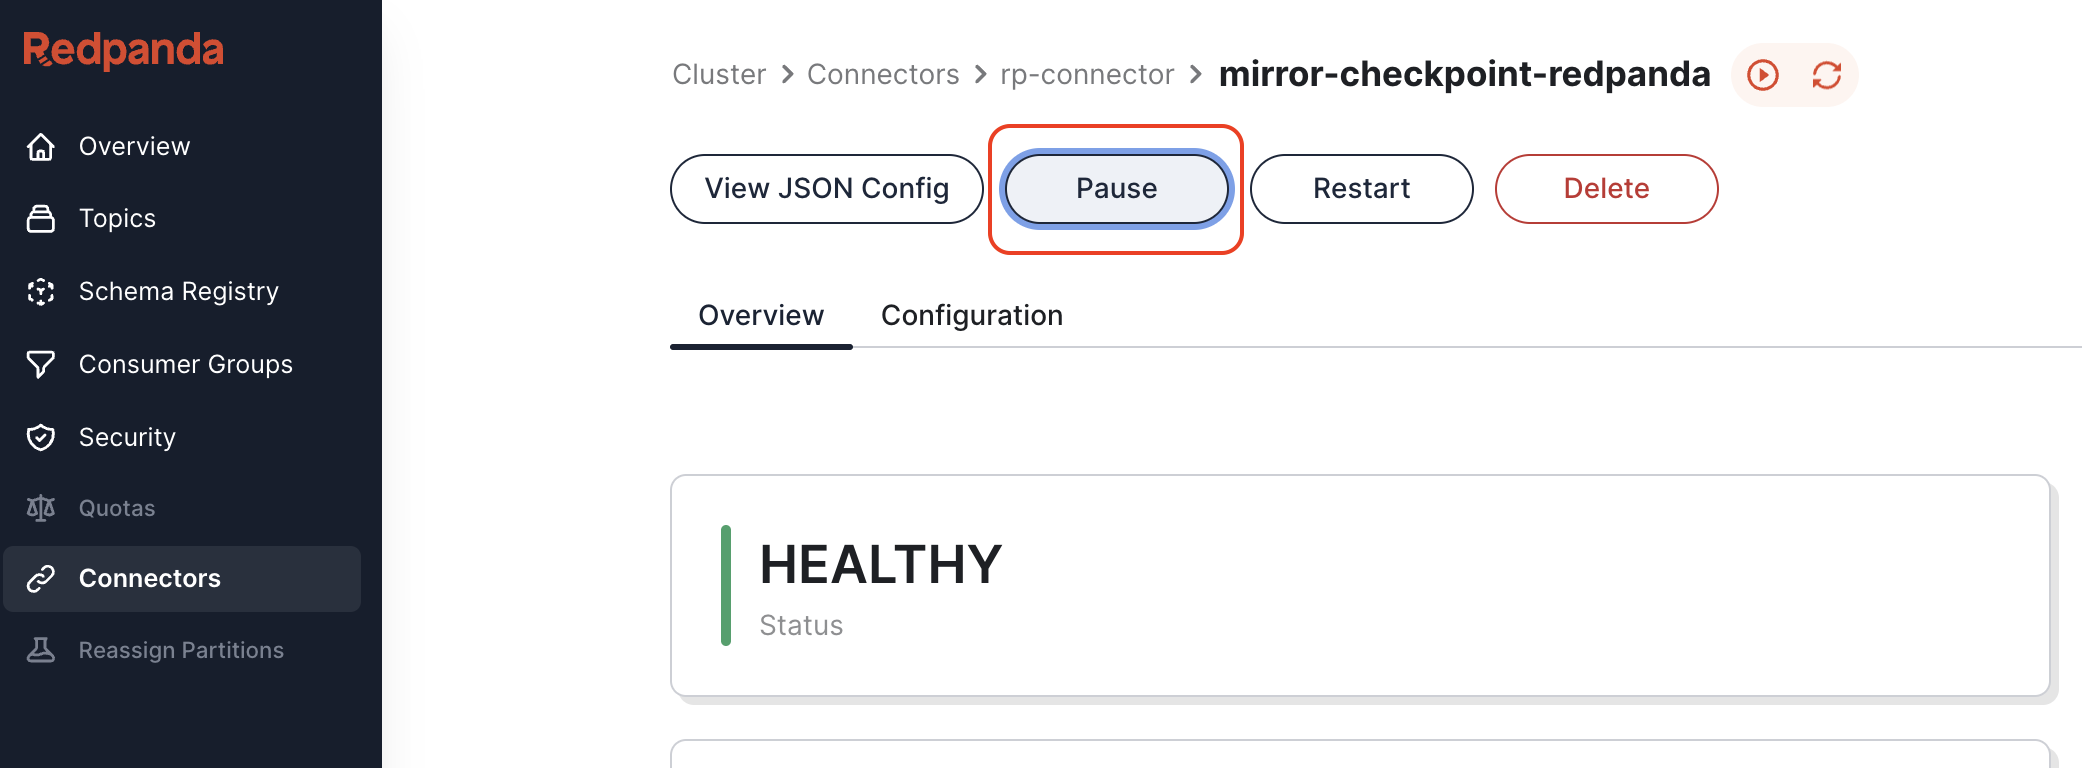 Redpanda
Overview
Topics
Schema Registry
Consumer Groups
Security
Quotas
Connectors
Reassign Partitions
Cluster > Connectors > rp-connector > mirror-checkpoint-redpanda
View JSON Config Pause Restart Delete
Overview Configuration
HEALTHY
Status